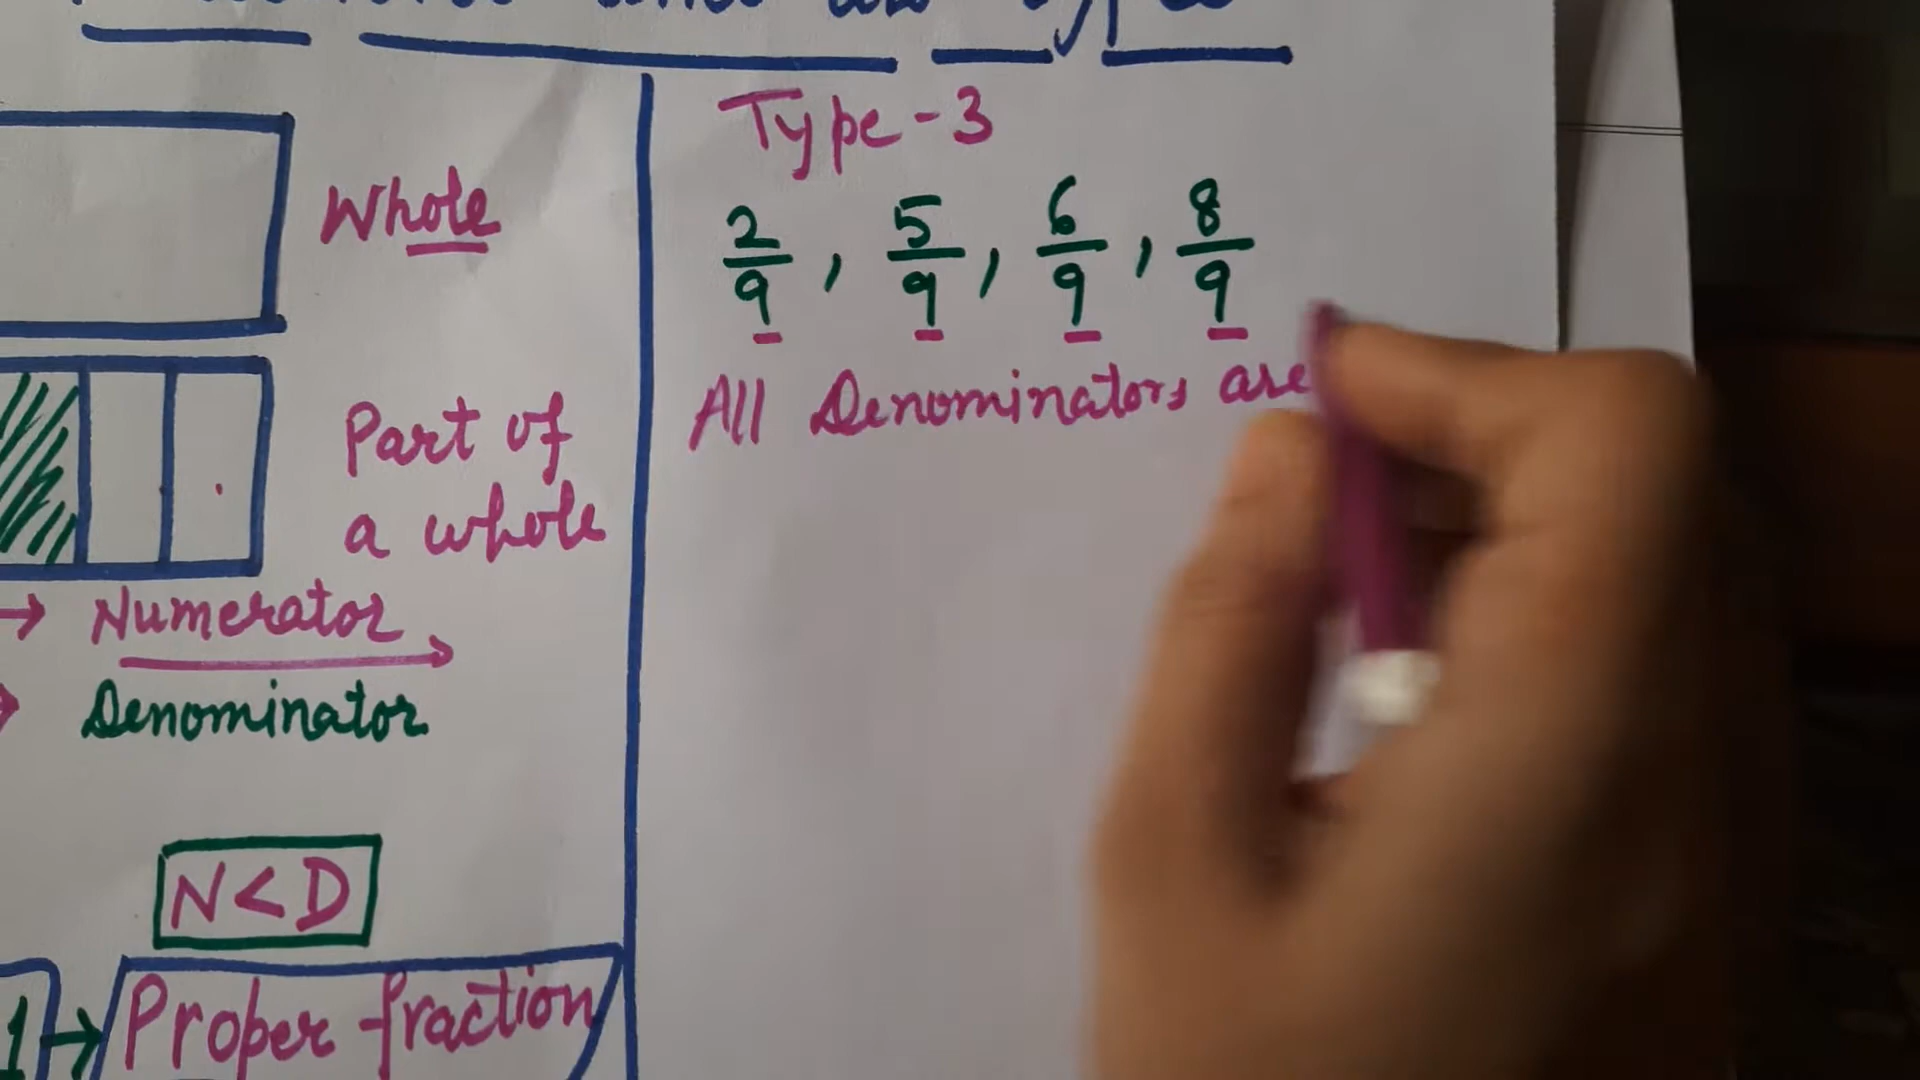 Type-3
2/9, 5/9, 6/9, 8/9
All Denominators are
Whole
Part of
a whole
→ Numerator
Denominator
N<D
1 → Proper fraction